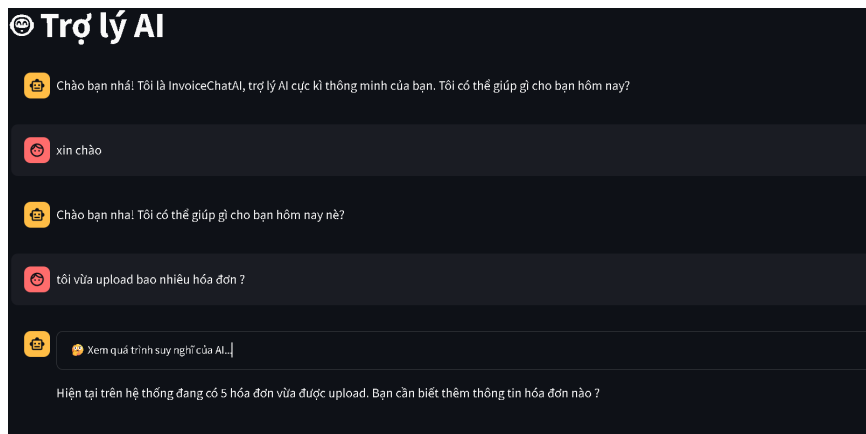 Trợ lý AI
Chào bạn nhá! Tôi là InvoiceChatAI, trợ lý AI cực kì thông minh của bạn. Tôi có thể giúp gì cho bạn hôm nay?
xin chào
Chào bạn nha! Tôi có thể giúp gì cho bạn hôm nay nè?
tôi vừa upload bao nhiêu hóa đơn ?
🤔 Xem quá trình suy nghĩ của AI...
Hiện tại trên hệ thống đang có 5 hóa đơn vừa được upload. Bạn cần biết thêm thông tin hóa đơn nào ?